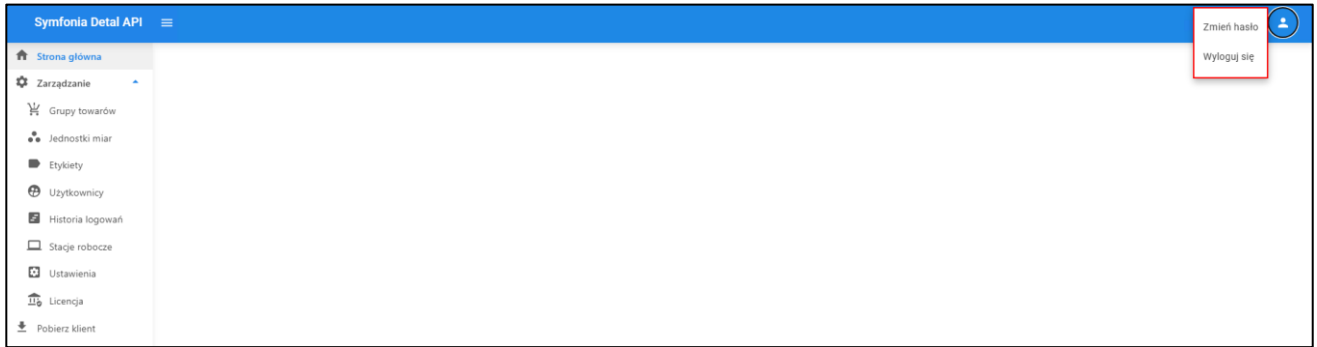 Symfonia Detal API
Zmień hasło
Wyloguj się
Strona główna
Zarządzanie
Grupy towarów
Jednostki miar
Etykiety
Użytkownicy
Historia logowań
Stacje robocze
Ustawienia
Licencja
Pobierz klient